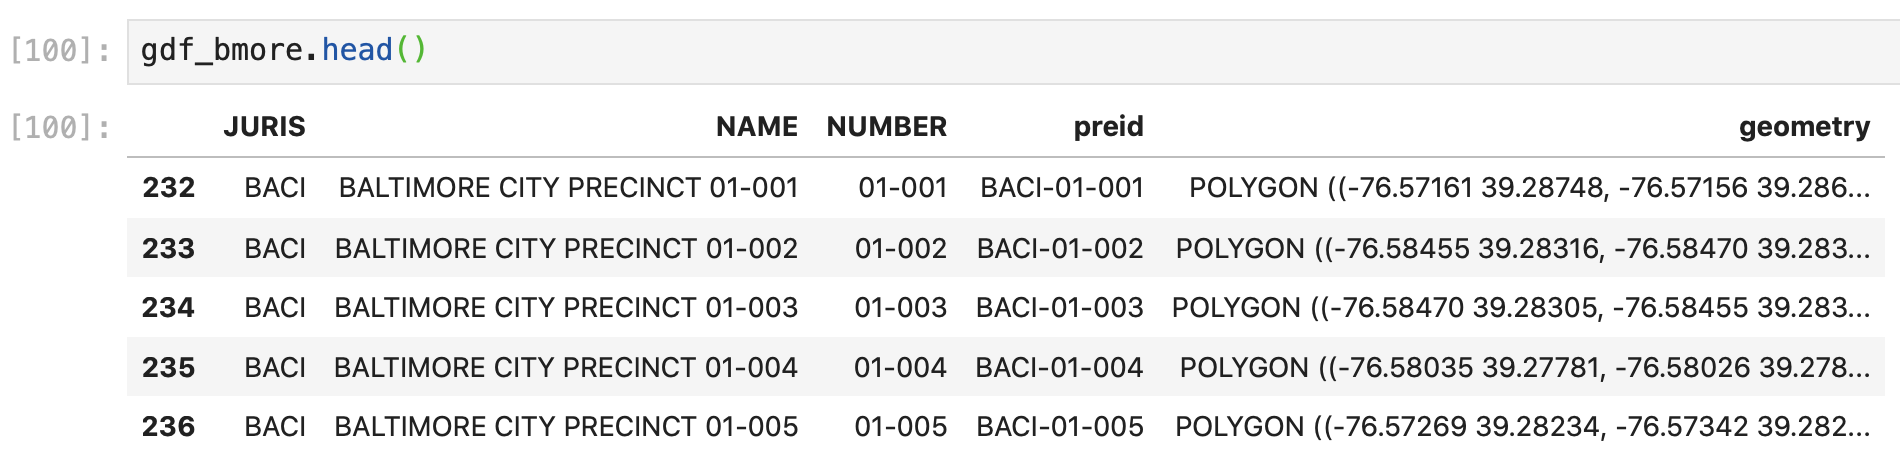 [100]: gdf_bmore.head()
[100]: JURIS NAME NUMBER preid geometry
232 BACI BALTIMORE CITY PRECINCT 01-001 01-001 BACI-01-001 POLYGON ((-76.57161 39.28748, -76.57156 39.286...
233 BACI BALTIMORE CITY PRECINCT 01-002 01-002 BACI-01-002 POLYGON ((-76.58455 39.28316, -76.58470 39.283...
234 BACI BALTIMORE CITY PRECINCT 01-003 01-003 BACI-01-003 POLYGON ((-76.58470 39.28305, -76.58455 39.283...
235 BACI BALTIMORE CITY PRECINCT 01-004 01-004 BACI-01-004 POLYGON ((-76.58035 39.27781, -76.58026 39.278...
236 BACI BALTIMORE CITY PRECINCT 01-005 01-005 BACI-01-005 POLYGON ((-76.57269 39.28234, -76.57342 39.282...